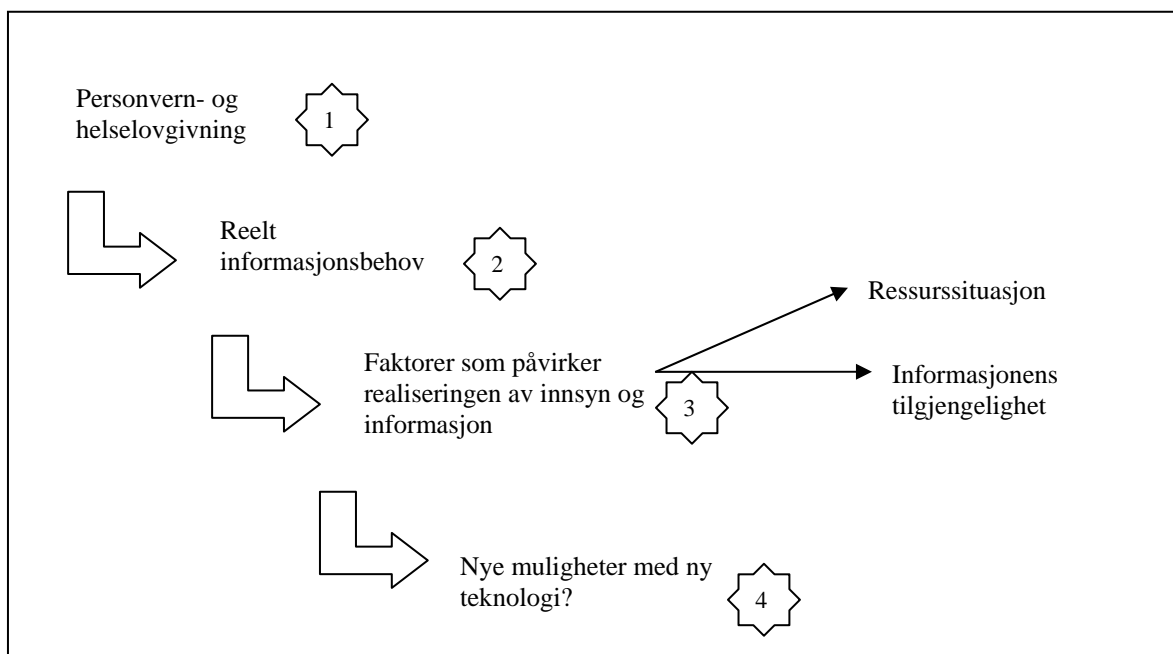 Personvern- og
helselovgivning
1
Reelt
informasjonsbehov
2
Faktorer som påvirker
realiseringen av innsyn og
informasjon
3
Ressurssituasjon
Informasjonens
tilgjengelighet
Nye muligheter med ny
teknologi?
4